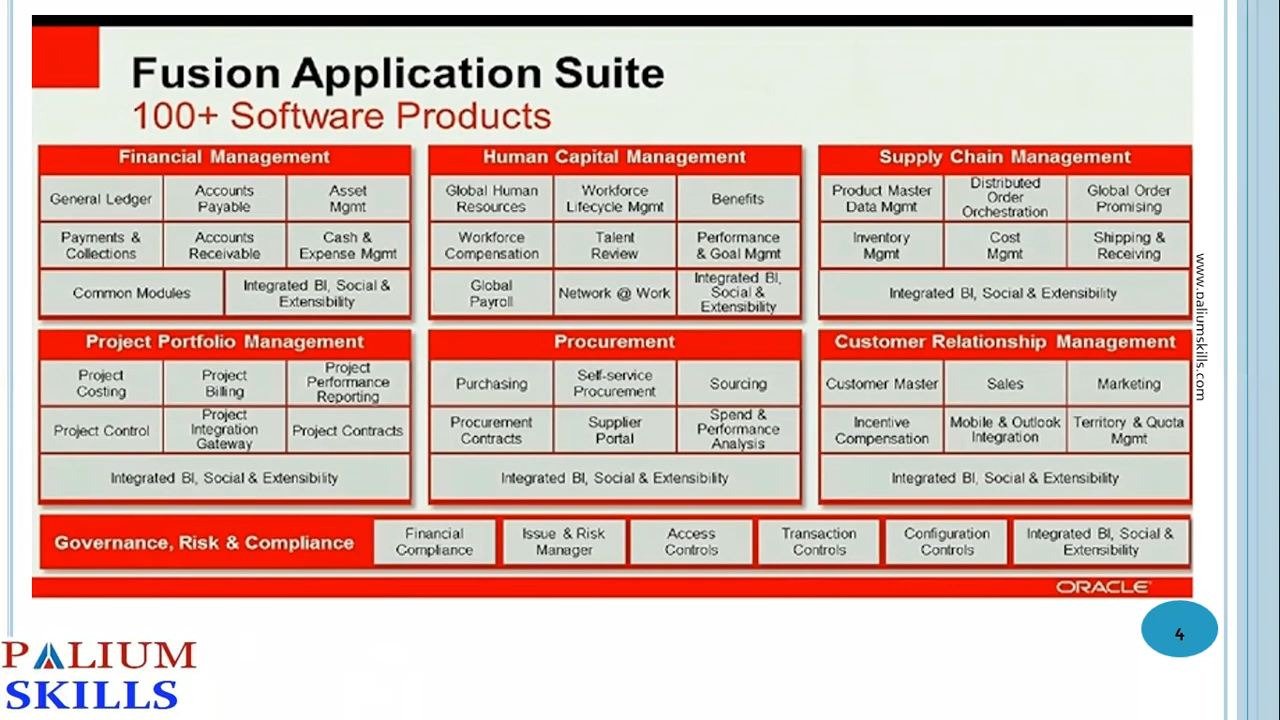 Fusion Application Suite
100+ Software Products
Financial Management
General Ledger
Accounts
Payable
Asset
Mgmt
Payments &
Collections
Accounts
Receivable
Cash &
Expense Mgmt
Common Modules
Integrated BI, Social &
Extensibility
Human Capital Management
Global Human
Resources
Workforce
Lifecycle Mgmt
Benefits
Workforce
Compensation
Talent
Review
Performance
& Goal Mgmt
Global
Payroll
Network @ Work
Integrated BI,
Social &
Extensibility
Supply Chain Management
Product Master
Data Mgmt
Distributed
Order
Orchestration
Global Order
Promising
Inventory
Mgmt
Cost
Mgmt
Shipping &
Receiving
Integrated BI, Social & Extensibility
Project Portfolio Management
Project
Costing
Project
Billing
Project
Performance
Reporting
Project Control
Project
Integration
Gateway
Project Contracts
Integrated BI, Social & Extensibility
Procurement
Purchasing
Self-service
Procurement
Sourcing
Procurement
Contracts
Supplier
Portal
Spend &
Performance
Analysis
Integrated BI, Social & Extensibility
Customer Relationship Management
Customer Master
Sales
Marketing
Incentive
Compensation
Mobile & Outlook
Integration
Territory & Quota
Mgmt
Integrated BI, Social & Extensibility
Governance, Risk & Compliance
Financial
Compliance
Issue & Risk
Manager
Access
Controls
Transaction
Controls
Configuration
Controls
Integrated BI, Social &
Extensibility
ORACLE
www.paliumskills.com
4
PALIUM
SKILLS